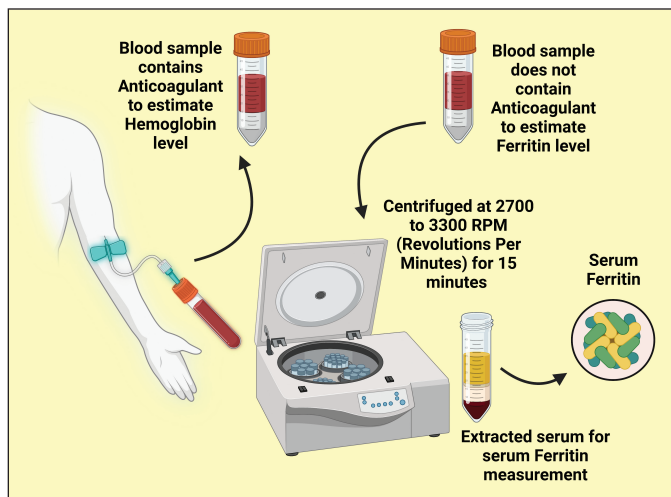 Blood sample
contains
Anticoagulant
to estimate
Hemoglobin
level
Blood sample
does not
contain
Anticoagulant
to estimate
Ferritin level
Centrifuged at 2700
to 3300 RPM
(Revolutions Per
Minutes) for 15
minutes
Serum
Ferritin
Extracted serum for
serum Ferritin
measurement